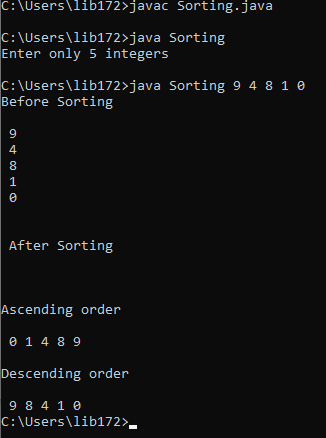 C:\Users\lib172>javac Sorting.java
C:\Users\lib172>java Sorting
Enter only 5 integers
C:\Users\lib172>java Sorting 9 4 8 1 0
Before Sorting
9
4
8
1
0
After Sorting
Ascending order
0 1 4 8 9
Descending order
9 8 4 1 0
C:\Users\lib172>